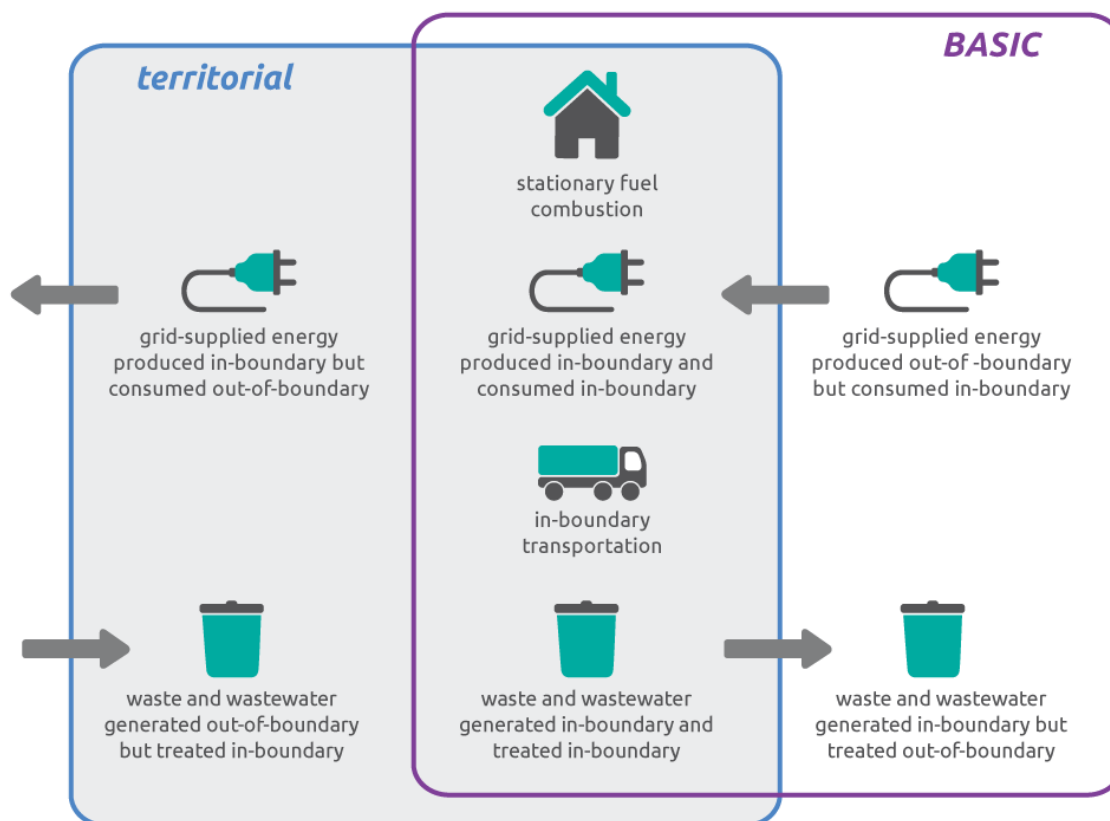 BASIC
territorial
stationary fuel
combustion
grid-supplied energy
produced in-boundary but
consumed out-of-boundary
grid-supplied energy
produced in-boundary and
consumed in-boundary
grid-supplied energy
produced out-of -boundary
but consumed in-boundary
in-boundary
transportation
waste and wastewater
generated out-of-boundary
but treated in-boundary
waste and wastewater
generated in-boundary and
treated in-boundary
waste and wastewater
generated in-boundary but
treated out-of-boundary